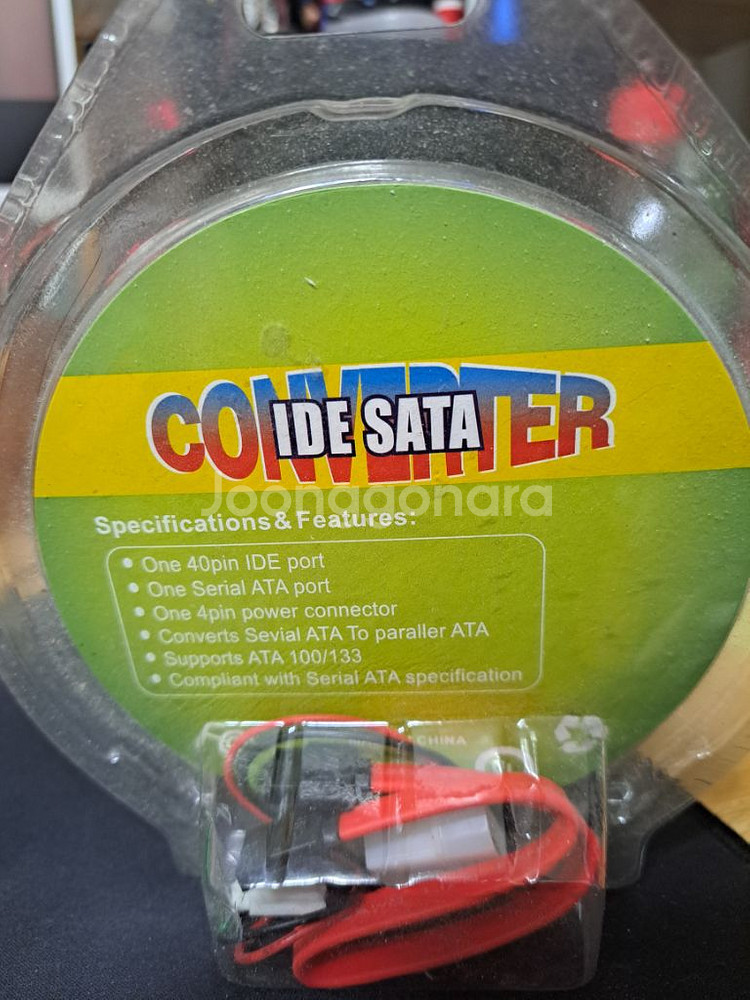 CONVERTER
IDE SATA
Joonggonara
Specifications & Features:
• One 40pin IDE port
• One Serial ATA port
• One 4pin power connector
• Converts Sevial ATA To paraller ATA
• Supports ATA 100/133
• Compliant with Serial ATA specification
CHINA